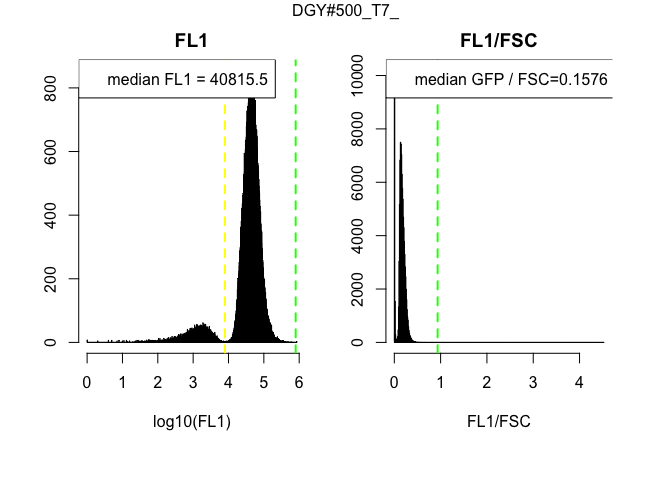 DGY#500_T7_
FL1
FL1/FSC
median FL1 = 40815.5
median GFP / FSC=0.1576
800
600
400
200
0
10000
8000
6000
4000
2000
0
0 1 2 3 4 5 6
0 1 2 3 4
log10(FL1)
FL1/FSC